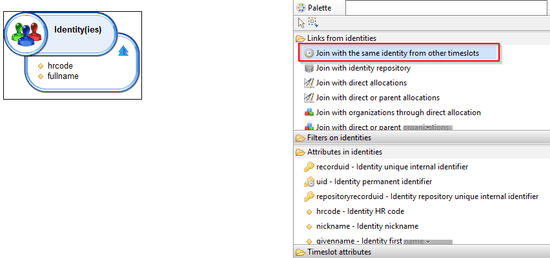 Identity(ies)
hrcode
fullname
Palette
Links from identities
Join with the same identity from other timeslots
Join with identity repository
Join with direct allocations
Join with direct or parent allocations
Join with organizations through direct allocation
Join with direct or parent organizations
Filters on identities
Attributes in identities
recorduid - Identity unique internal identifier
uid - Identity permanent identifier
repositoryrecorduid - Identity repository unique internal identifier
hrcode - Identity HR code
nickname - Identity nickname
givenname - Identity first name
Timeslot attributes